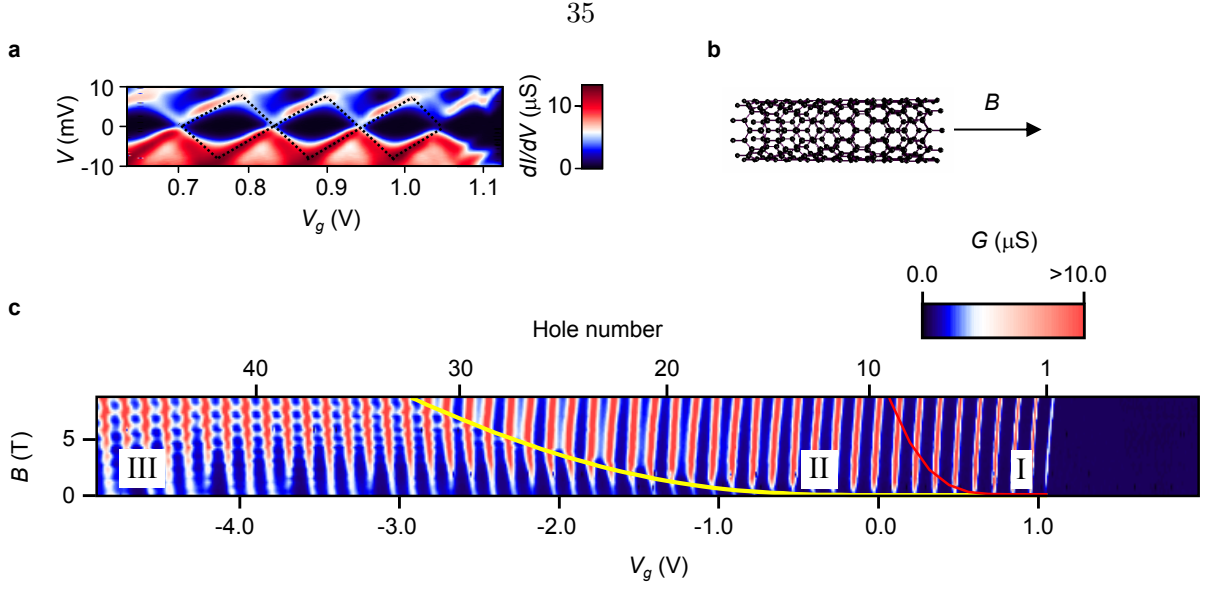 35
a
b
V (mV)
10
0
-10
0.7 0.8 0.9 1.0 1.1
Vg (V)
dI/dV (μS)
10
0
B
G (μS)
0.0 >10.0
c
Hole number
40 30 20 10 1
B (T)
5
0
III II I
-4.0 -3.0 -2.0 -1.0 0.0 1.0
Vg (V)